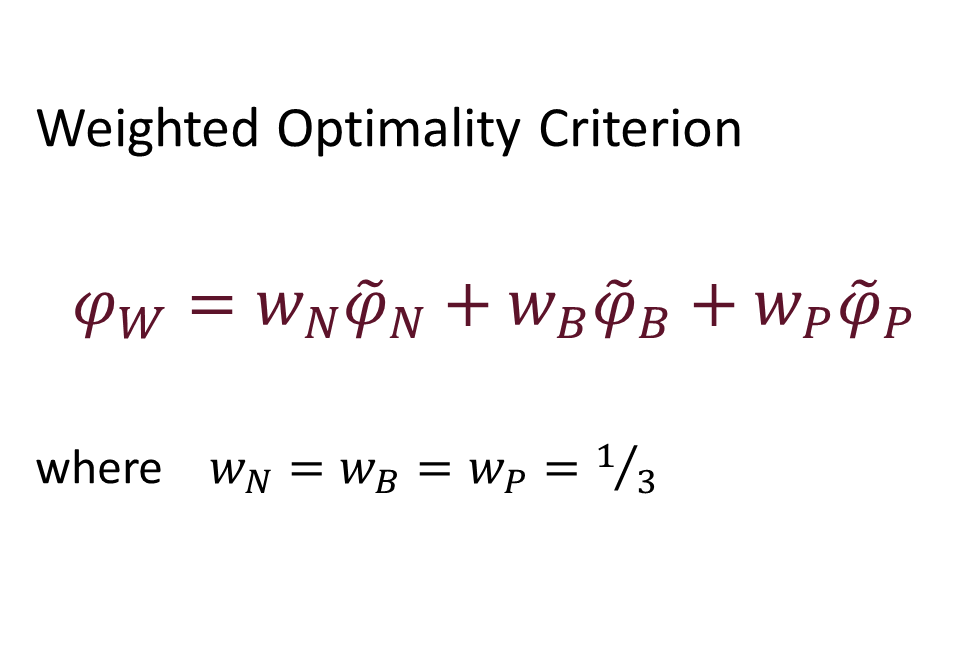 Weighted Optimality Criterion
φ_W = w_N φ̃_N + w_B φ̃_B + w_P φ̃_P
where w_N = w_B = w_P = 1/3